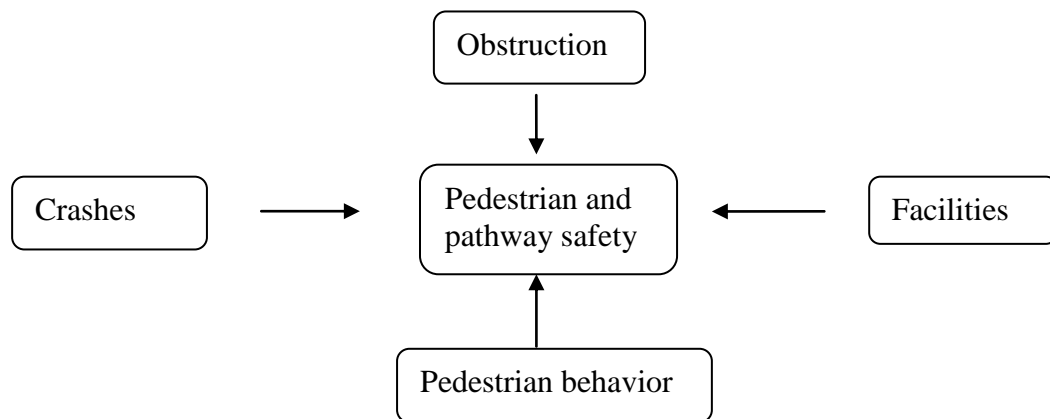 Obstruction
Crashes
Pedestrian and
pathway safety
Facilities
Pedestrian behavior